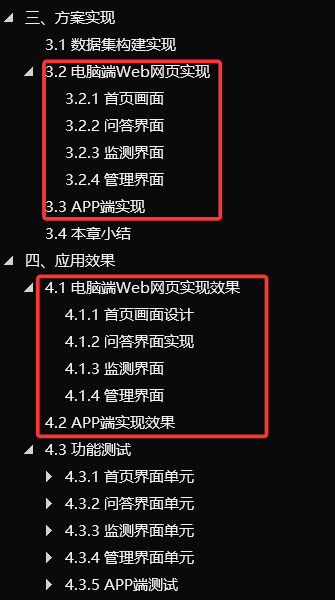 三、方案实现
3.1 数据集构建实现
3.2 电脑端Web网页实现
3.2.1 首页画面
3.2.2 问答界面
3.2.3 监测界面
3.2.4 管理界面
3.3 APP端实现
3.4 本章小结
四、应用效果
4.1 电脑端Web网页实现效果
4.1.1 首页画面设计
4.1.2 问答界面实现
4.1.3 监测界面
4.1.4 管理界面
4.2 APP端实现效果
4.3 功能测试
4.3.1 首页界面单元
4.3.2 问答界面单元
4.3.3 监测界面单元
4.3.4 管理界面单元
4.3.5 APP端测试